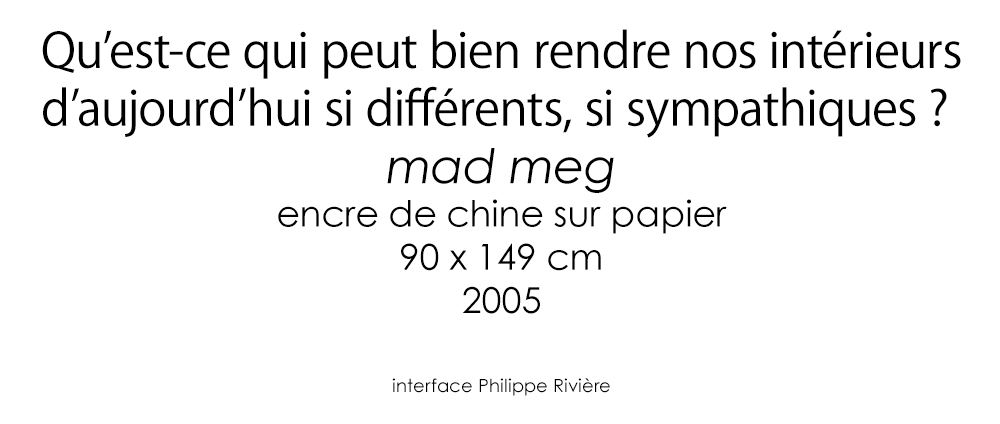 Qu’est-ce qui peut bien rendre nos intérieurs
d’aujourd’hui si différents, si sympathiques ?
mad meg
encre de chine sur papier
90 x 149 cm
2005
interface Philippe Rivière